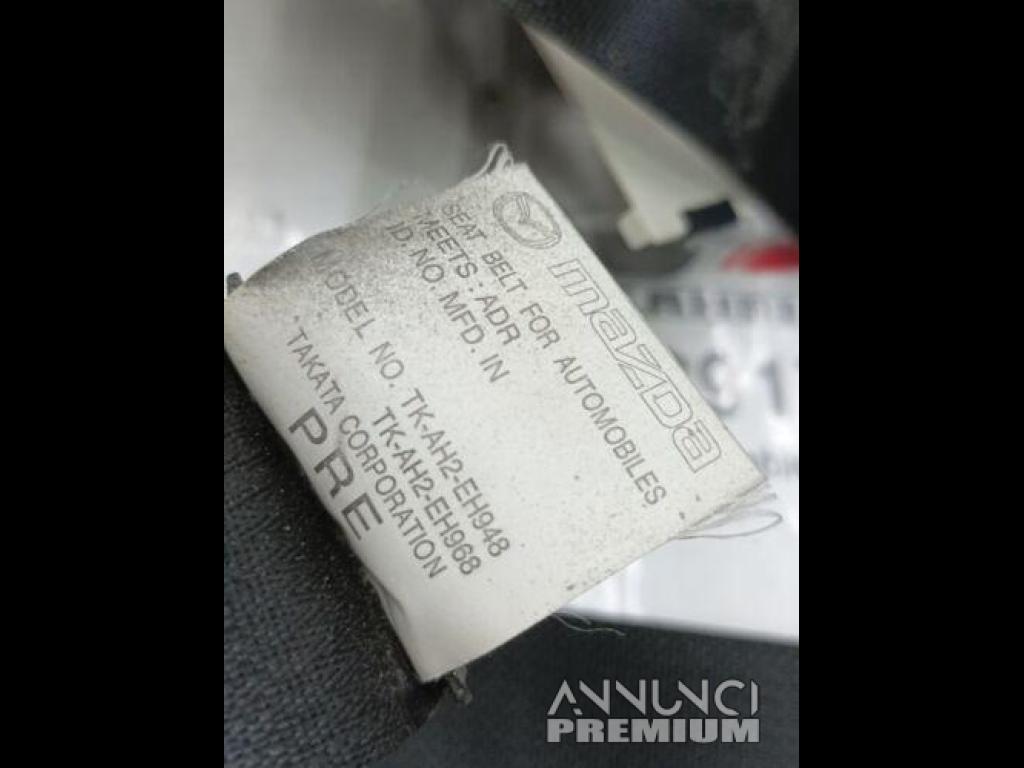 mazda
SEAT BELT FOR AUTOMOBILES
MEETS : ADR
ID. NO. MFD. IN
MODEL NO. TK-AH2-EH948
TK-AH2-EH968
TAKATA CORPORATION
PRE
ANNUNCI
PREMIUM